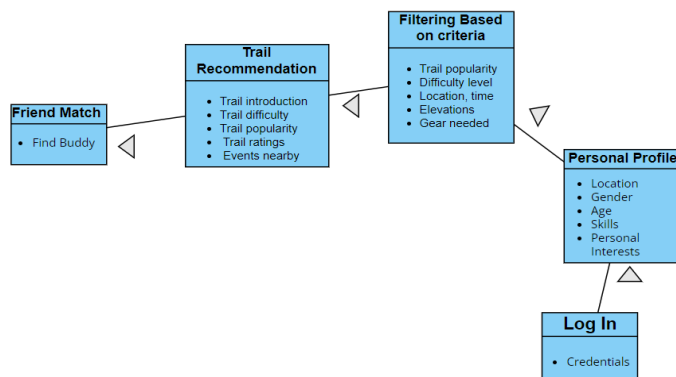 Filtering Based
on criteria
• Trail popularity
• Difficulty level
• Location, time
• Elevations
• Gear needed
Trail
Recommendation
• Trail introduction
• Trail difficulty
• Trail popularity
• Trail ratings
• Events nearby
Friend Match
• Find Buddy
Personal Profile
• Location
• Gender
• Age
• Skills
• Personal
Interests
Log In
• Credentials